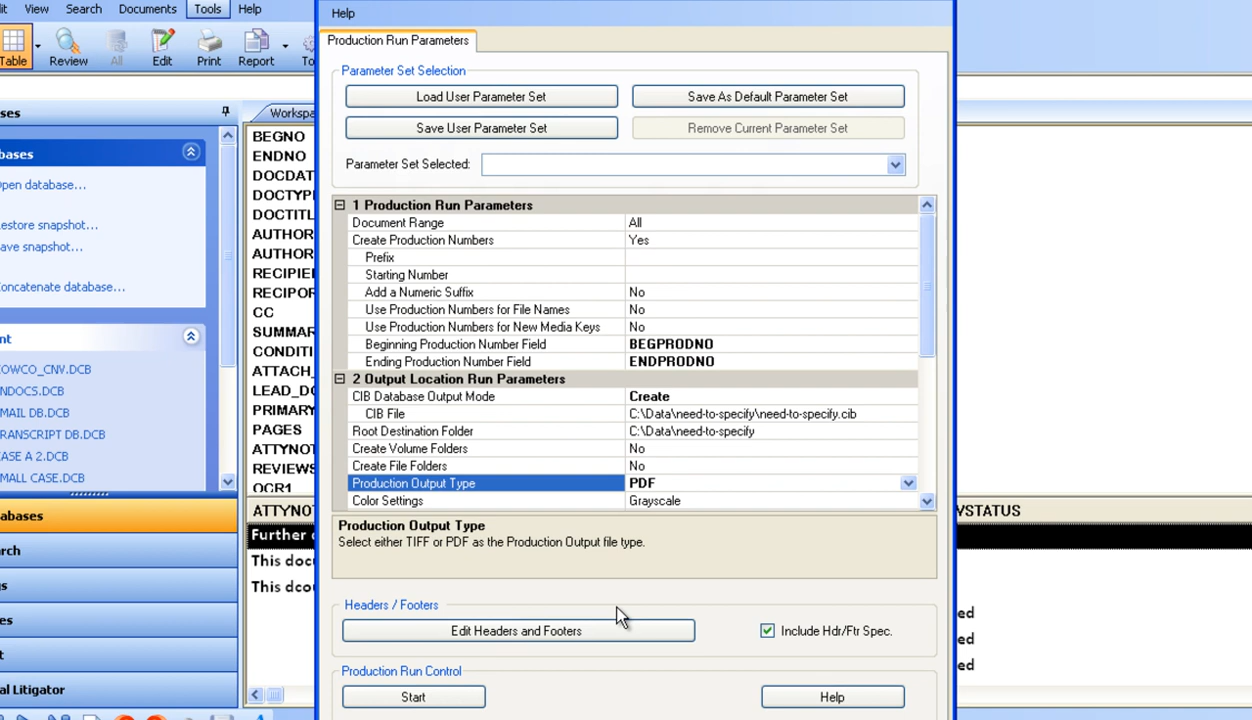 it View Search Documents Tools Help
Table Review All Edit Print Report To
ses
bases
pen database...
estore snapshot...
ave snapshot...
oncatenate database...
nt
OWCO_CNV.DCB
NDOCS.DCB
MAIL DB.DCB
RANSCRIPT DB.DCB
ASE A 2.DCB
MALL CASE.DCB
abases
rch
s
es
t
al Litigator
Workspa
BEGNO
ENDNO
DOCDAT
DOCTYPE
DOCTITL
AUTHOR
AUTHOR
RECIPIE
RECIPOR
CC
SUMMAR
CONDITI
ATTACH_
LEAD_DO
PRIMARY
PAGES
ATTYNOT
REVIEWS
OCR1
ATTYNOT
Further
This doc
This dcou
Help
Production Run Parameters
Parameter Set Selection
Load User Parameter Set Save As Default Parameter Set
Save User Parameter Set Remove Current Parameter Set
Parameter Set Selected:
1 Production Run Parameters
Document Range All
Create Production Numbers Yes
Prefix
Starting Number
Add a Numeric Suffix No
Use Production Numbers for File Names No
Use Production Numbers for New Media Keys No
Beginning Production Number Field BEGPRODNO
Ending Production Number Field ENDPRODNO
2 Output Location Run Parameters
CIB Database Output Mode Create
CIB File C:\Data\need-to-specify\need-to-specify.cib
Root Destination Folder C:\Data\need-to-specify
Create Volume Folders No
Create File Folders No
Production Output Type PDF
Color Settings Grayscale
Production Output Type
Select either TIFF or PDF as the Production Output file type.
Headers / Footers
Edit Headers and Footers Include Hdr/Ftr Spec.
Production Run Control
Start Help
YSTATUS
ed
ed
ed